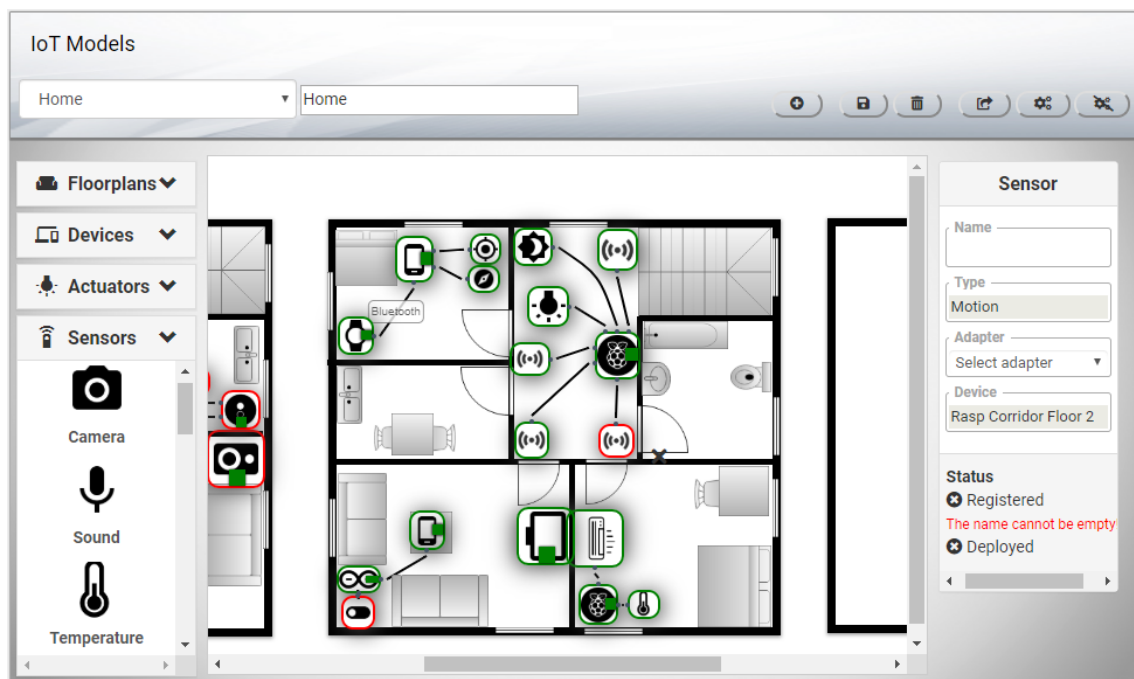 IoT Models
Home
Home
Floorplans
Devices
Actuators
Sensors
Camera
Sound
Temperature
Bluetooth
Sensor
Name
Type
Motion
Adapter
Select adapter
Device
Rasp Corridor Floor 2
Status
Registered
The name cannot be empty
Deployed